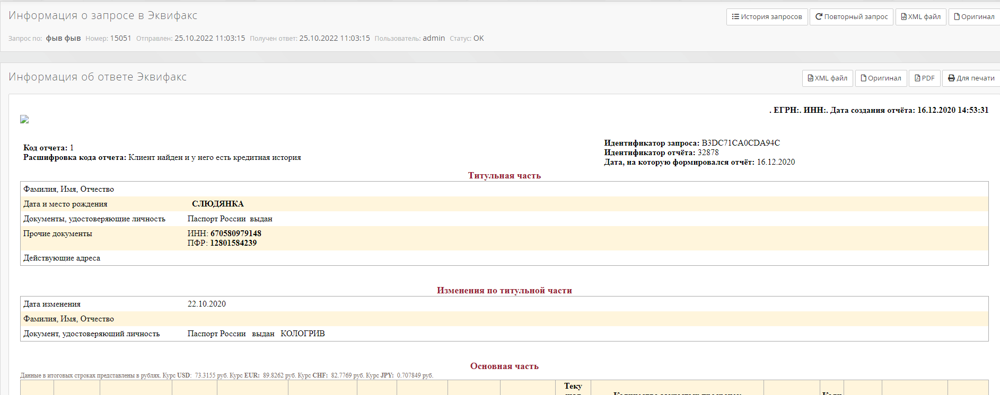 Информация о запросе в Эквифакс
История запросов Повторный запрос XML файл Оригинал
Запрос по: фыв фыв Номер: 15051 Отправлен: 25.10.2022 11:03:15 Получен ответ: 25.10.2022 11:03:15 Пользователь: admin Статус: OK
Информация об ответе Эквифакс
XML файл Оригинал PDF Для печати
. ЕГРН:. ИНН:. Дата создания отчёта: 16.12.2020 14:53:31
Код отчета: 1
Расшифровка кода отчета: Клиент найден и у него есть кредитная история
Идентификатор запроса: B3DC71CA0CDA94C
Идентификатор отчёта: 32878
Дата, на которую формировался отчёт: 16.12.2020
Титульная часть
Фамилия, Имя, Отчество
Дата и место рождения СЛЮДЯНКА
Документы, удостоверяющие личность Паспорт России выдан
Прочие документы ИНН: 670580979148
ПФР: 12801584239
Действующие адреса
Изменения по титульной части
Дата изменения 22.10.2020
Фамилия, Имя, Отчество
Документ, удостоверяющий личность Паспорт России выдан КОЛОГРИВ
Основная часть
Данные в итоговых строках представлены в рублях. Курс USD: 73.3155 руб. Курс EUR: 89.8262 руб. Курс CHF: 82.7769 руб. Курс JPY: 0.707849 руб.
Теку